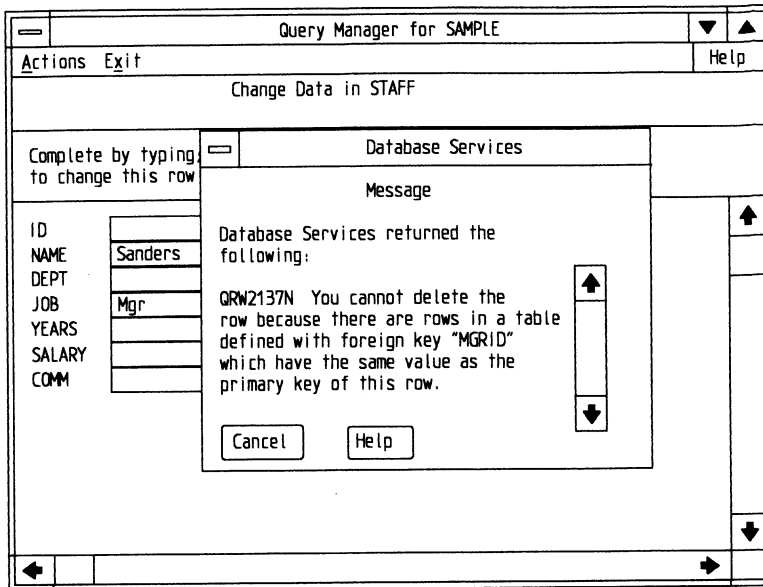 Query Manager for SAMPLE
Actions Exit Help
Change Data in STAFF
Complete by typing;
to change this row
Database Services
Message
Database Services returned the
following:
QRW2137N You cannot delete the
row because there are rows in a table
defined with foreign key "MGRID"
which have the same value as the
primary key of this row.
Cancel Help
ID
NAME Sanders
DEPT
JOB Mgr
YEARS
SALARY
COMM